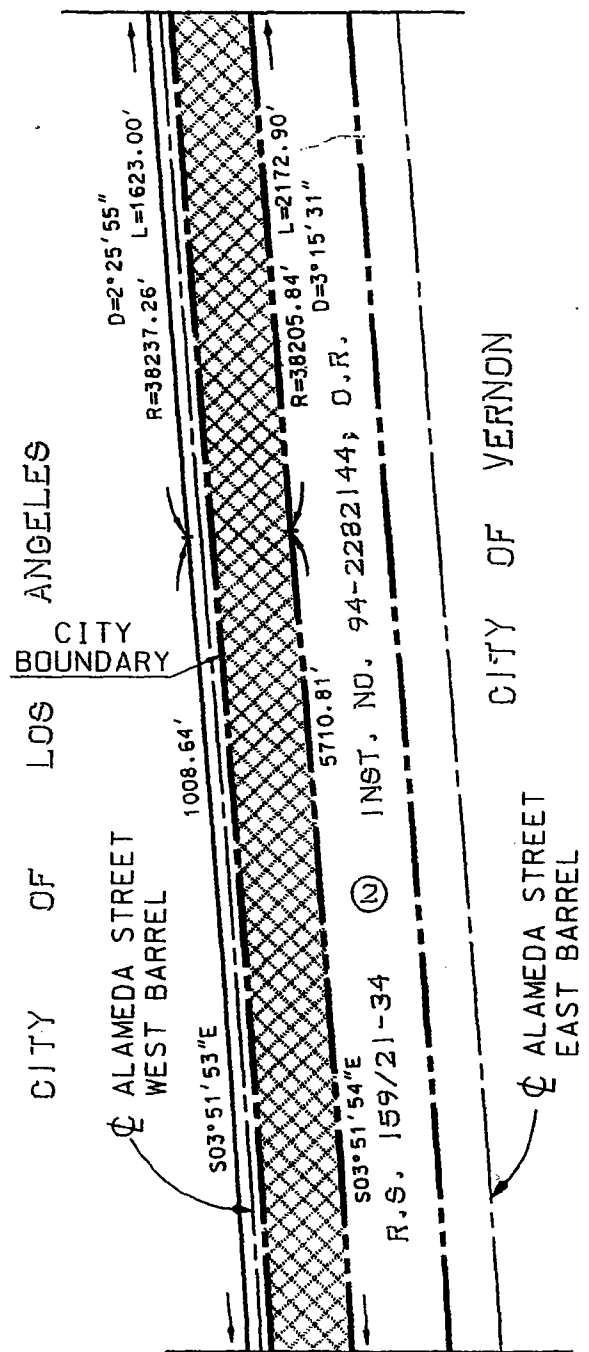 CITY OF LOS ANGELES
CITY
BOUNDARY
℄ ALAMEDA STREET
WEST BARREL
D=2°25'55"
R=38237.26' L=1623.00'
S03°51'53"E 1008.64'
R=38205.84' L=2172.90'
D=3°15'31"
S03°51'54"E 5710.81'
R.S. 159/21-34 ② INST. NO. 94-2282144; O.R.
CITY OF VERNON
℄ ALAMEDA STREET
EAST BARREL